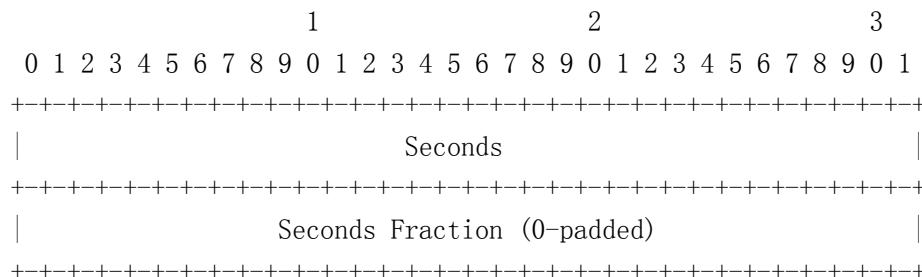 1                   2                   3
 0 1 2 3 4 5 6 7 8 9 0 1 2 3 4 5 6 7 8 9 0 1 2 3 4 5 6 7 8 9 0 1
+-+-+-+-+-+-+-+-+-+-+-+-+-+-+-+-+-+-+-+-+-+-+-+-+-+-+-+-+-+-+-+-+
|                           Seconds                             |
+-+-+-+-+-+-+-+-+-+-+-+-+-+-+-+-+-+-+-+-+-+-+-+-+-+-+-+-+-+-+-+-+
|                  Seconds Fraction (0-padded)                  |
+-+-+-+-+-+-+-+-+-+-+-+-+-+-+-+-+-+-+-+-+-+-+-+-+-+-+-+-+-+-+-+-+